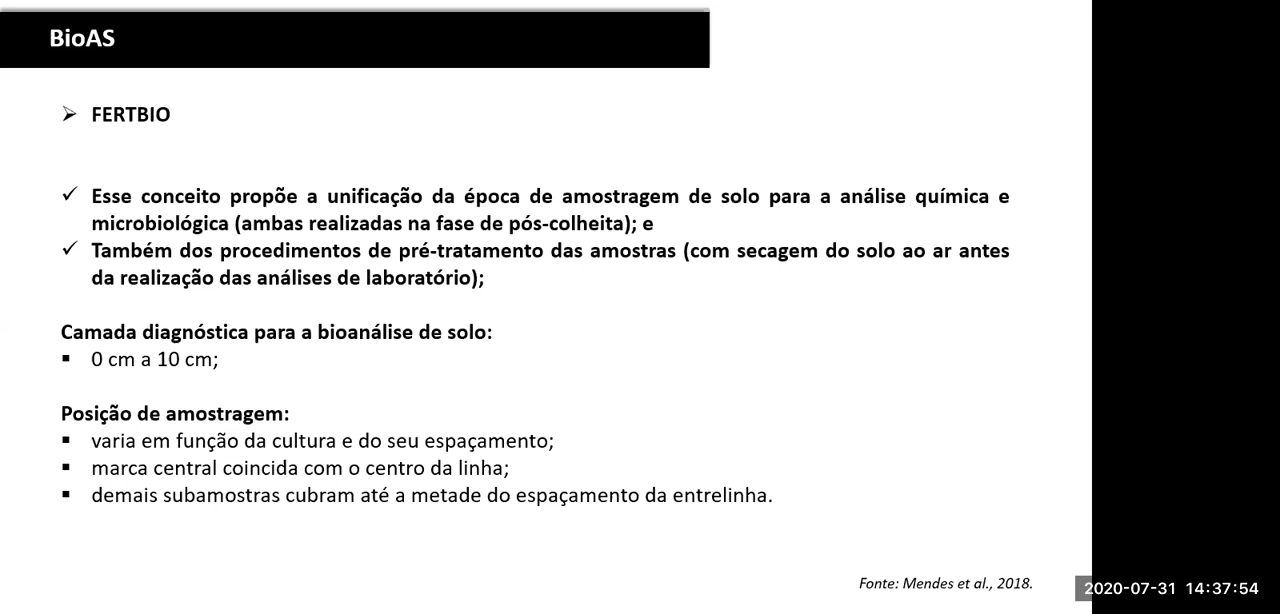 BioAS
FERTBIO
Esse conceito propõe a unificação da época de amostragem de solo para a análise química e
microbiológica (ambas realizadas na fase de pós-colheita); e
Também dos procedimentos de pré-tratamento das amostras (com secagem do solo ao ar antes
da realização das análises de laboratório);
Camada diagnóstica para a bioanálise de solo:
0 cm a 10 cm;
Posição de amostragem:
varia em função da cultura e do seu espaçamento;
marca central coincida com o centro da linha;
demais subamostras cubram até a metade do espaçamento da entrelinha.
Fonte: Mendes et al., 2018.
2020-07-31 14:37:54